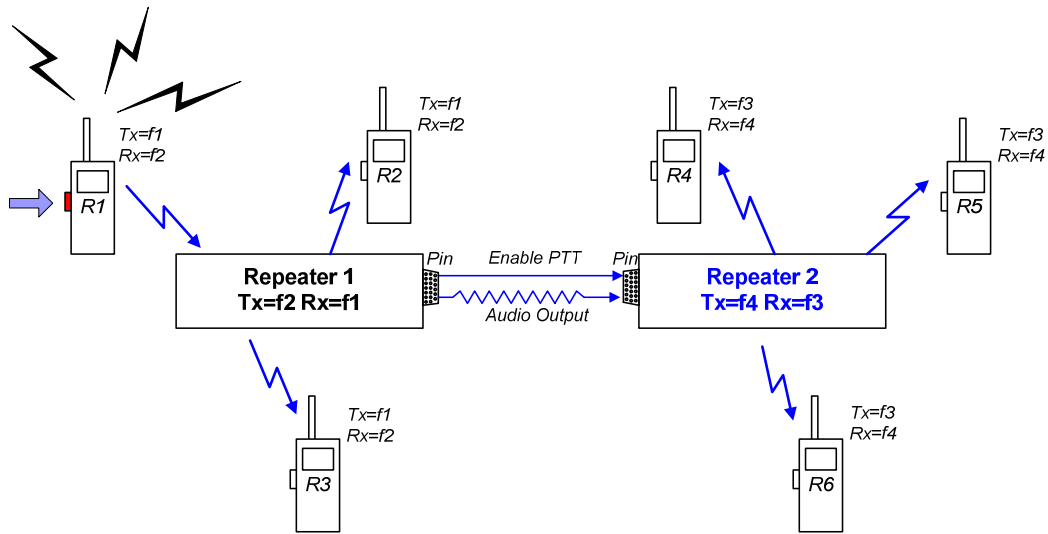 Tx=f1
Rx=f2
R1
Tx=f1
Rx=f2
R2
Tx=f3
Rx=f4
R4
Tx=f3
Rx=f4
R5
Repeater 1
Tx=f2 Rx=f1
Pin
Enable PTT
Audio Output
Pin
Repeater 2
Tx=f4 Rx=f3
Tx=f1
Rx=f2
R3
Tx=f3
Rx=f4
R6